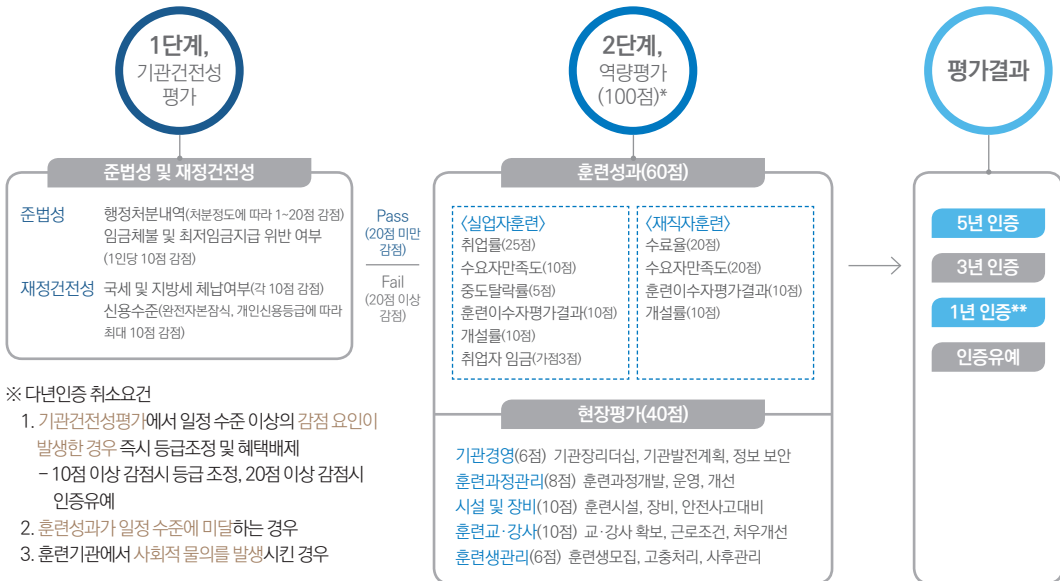 1단계,
기관건전성
평가
준법성 및 재정건전성
준법성 행정처분내역(처분정도에 따라 1~20점 감점)
임금체불 및 최저임금지급 위반 여부
(1인당 10점 감점)
재정건전성 국세 및 지방세 체납여부(각 10점 감점)
신용수준(완전자본잠식, 개인신용등급에 따라
최대 10점 감점)
Pass
(20점 미만
감점)
Fail
(20점 이상
감점)
※ 다년인증 취소요건
1. 기관건전성평가에서 일정 수준 이상의 감점 요인이
발생한 경우 즉시 등급조정 및 혜택배제
– 10점 이상 감점시 등급 조정, 20점 이상 감점시
인증유예
2. 훈련성과가 일정 수준에 미달하는 경우
3. 훈련기관에서 사회적 물의를 발생시킨 경우
2단계,
역량평가
(100점)*
훈련성과(60점)
〈실업자훈련〉
취업률(25점)
수요자만족도(10점)
중도탈락률(5점)
훈련이수자평가결과(10점)
개설률(10점)
취업자 임금(가점3점)
〈재직자훈련〉
수료율(20점)
수요자만족도(20점)
훈련이수자평가결과(10점)
개설률(10점)
현장평가(40점)
기관경영(6점) 기관장리더십, 기관발전계획, 정보 보안
훈련과정관리(8점) 훈련과정개발, 운영, 개선
시설 및 장비(10점) 훈련시설, 장비, 안전사고대비
훈련교·강사(10점) 교·강사 확보, 근로조건, 처우개선
훈련생관리(6점) 훈련생모집, 고충처리, 사후관리
평가결과
5년 인증
3년 인증
1년 인증**
인증유예